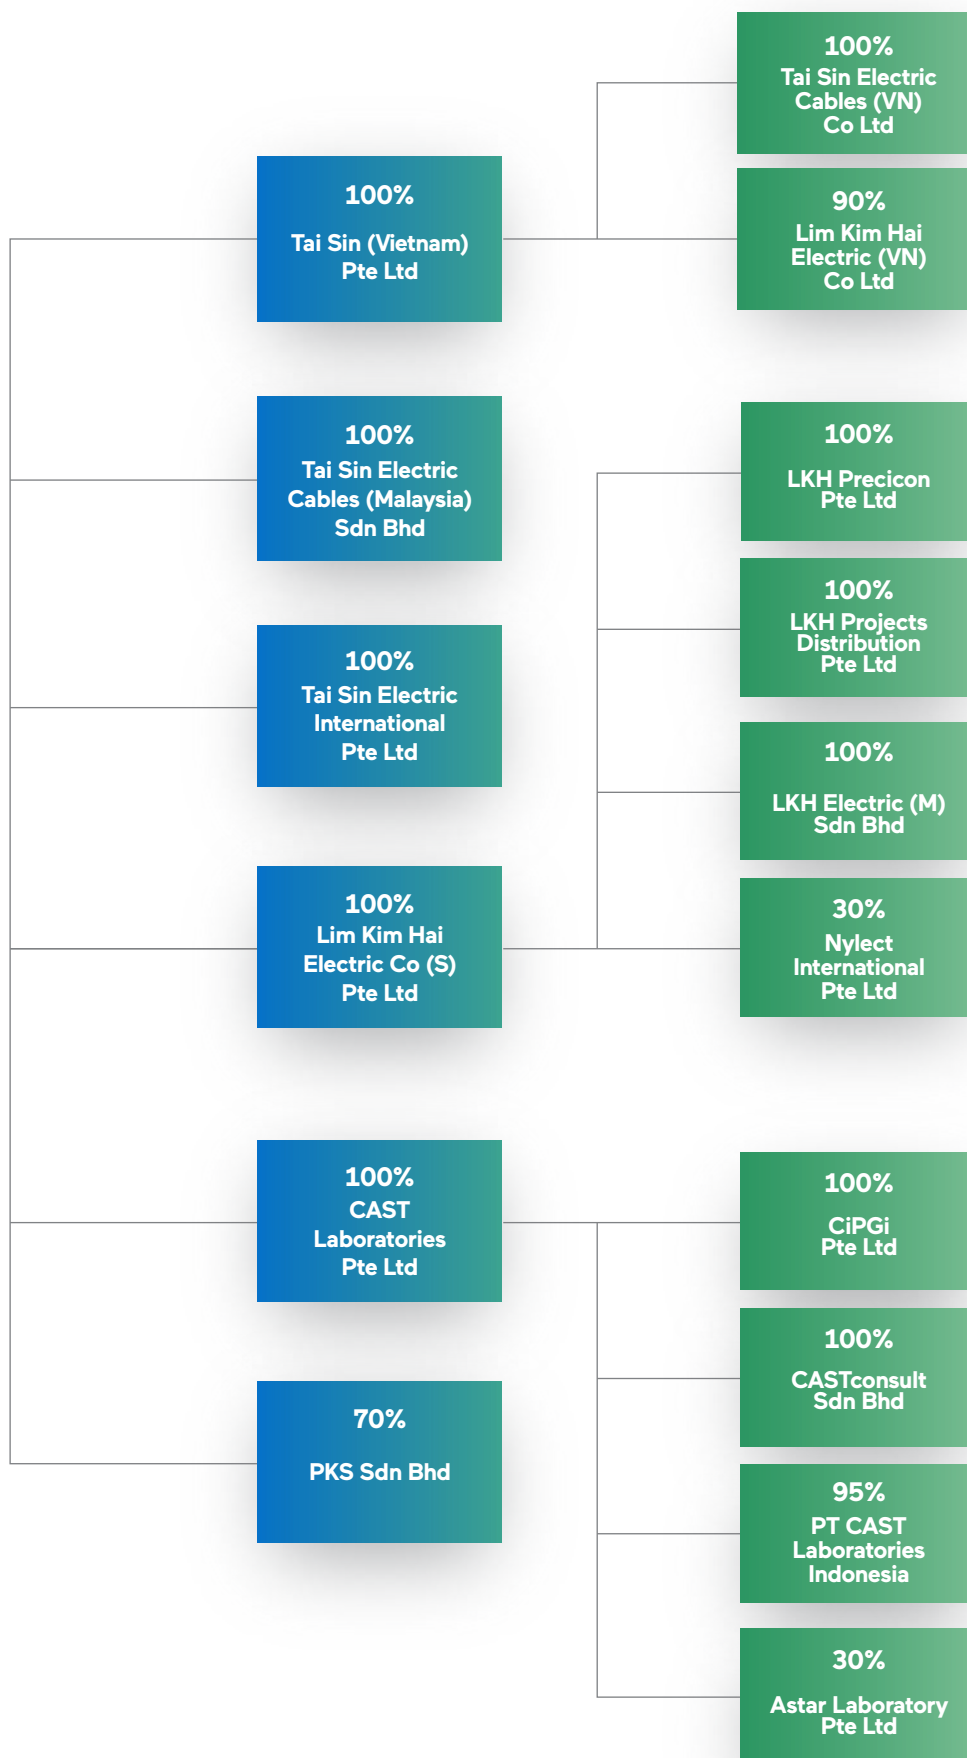 100%
Tai Sin (Vietnam)
Pte Ltd
100%
Tai Sin Electric
Cables (VN)
Co Ltd
90%
Lim Kim Hai
Electric (VN)
Co Ltd
100%
Tai Sin Electric
Cables (Malaysia)
Sdn Bhd
100%
Tai Sin Electric
International
Pte Ltd
100%
Lim Kim Hai
Electric Co (S)
Pte Ltd
100%
LKH Precicon
Pte Ltd
100%
LKH Projects
Distribution
Pte Ltd
100%
LKH Electric (M)
Sdn Bhd
30%
Nylect
International
Pte Ltd
100%
CAST
Laboratories
Pte Ltd
100%
CiPGi
Pte Ltd
100%
CASTconsult
Sdn Bhd
95%
PT CAST
Laboratories
Indonesia
30%
Astar Laboratory
Pte Ltd
70%
PKS Sdn Bhd